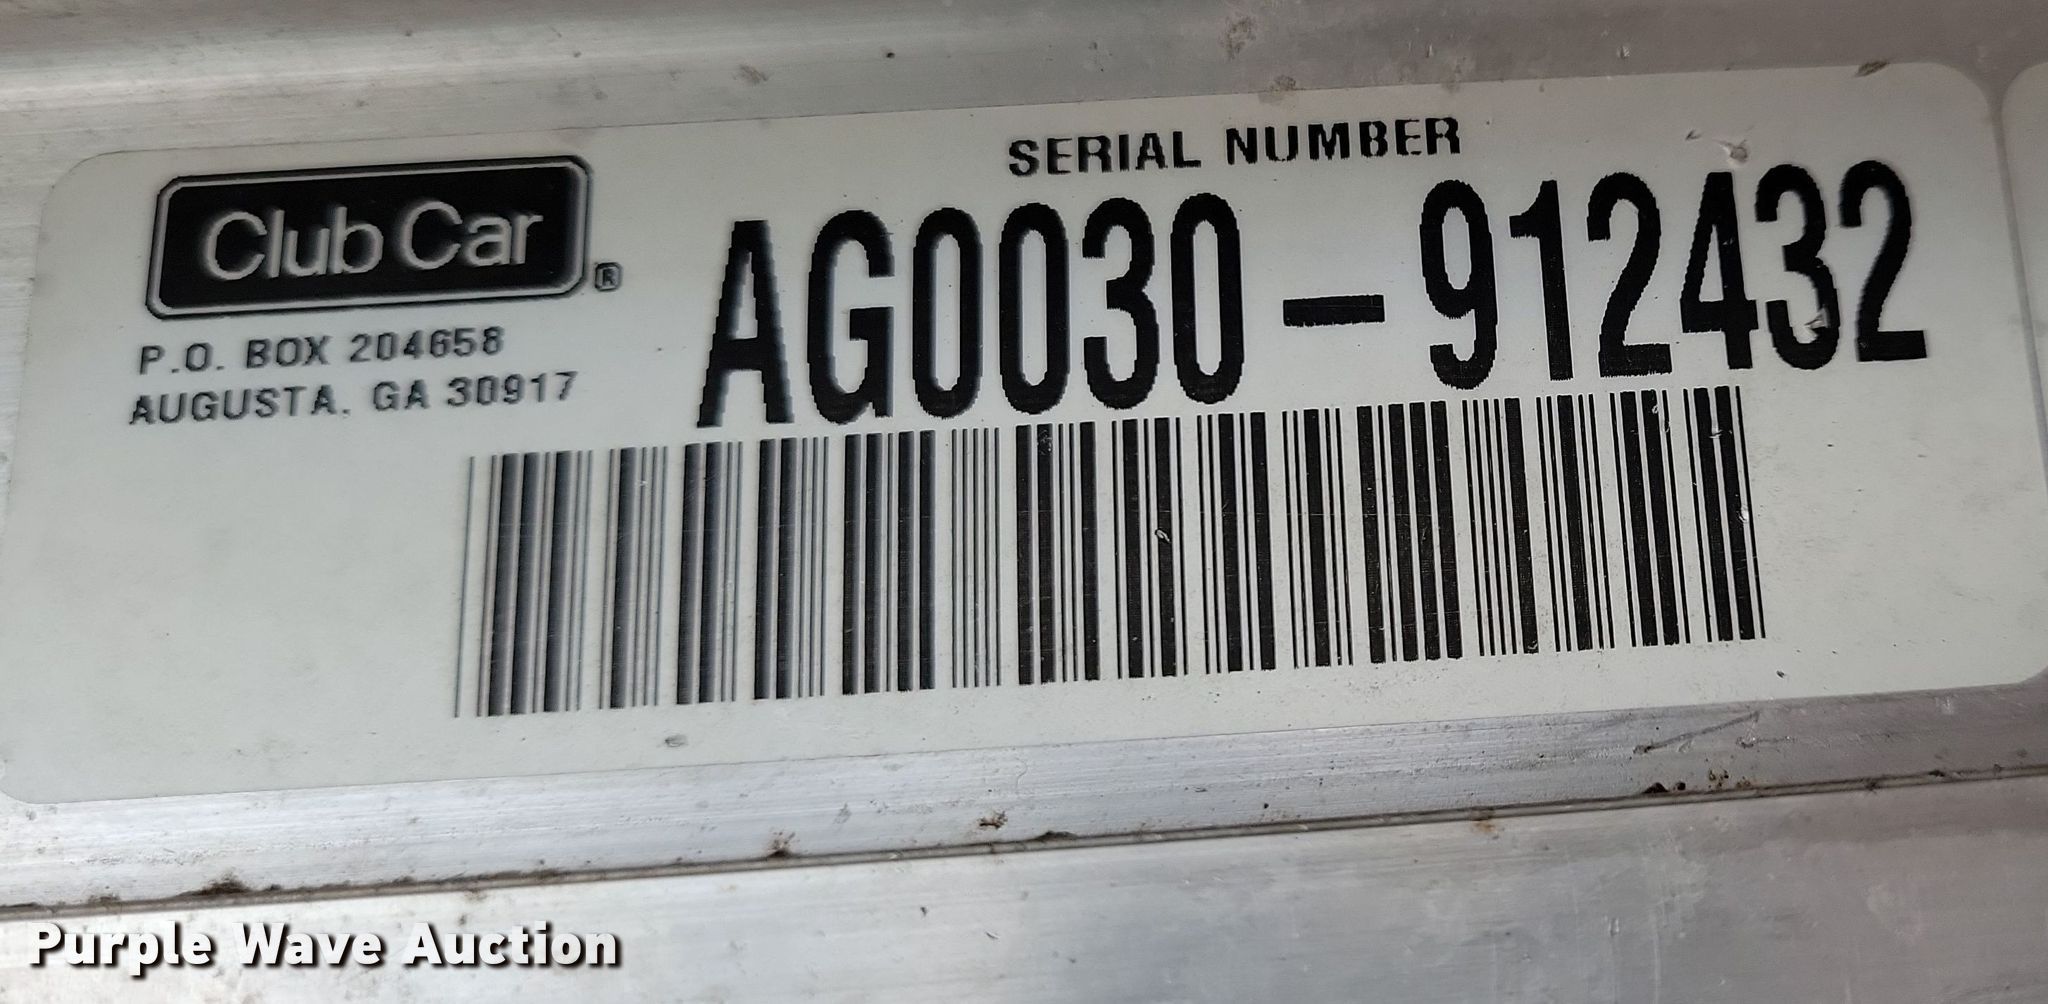 SERIAL NUMBER
Club Car ®
AG0030-912432
P.O. BOX 204658
AUGUSTA, GA 30917
Purple Wave Auction